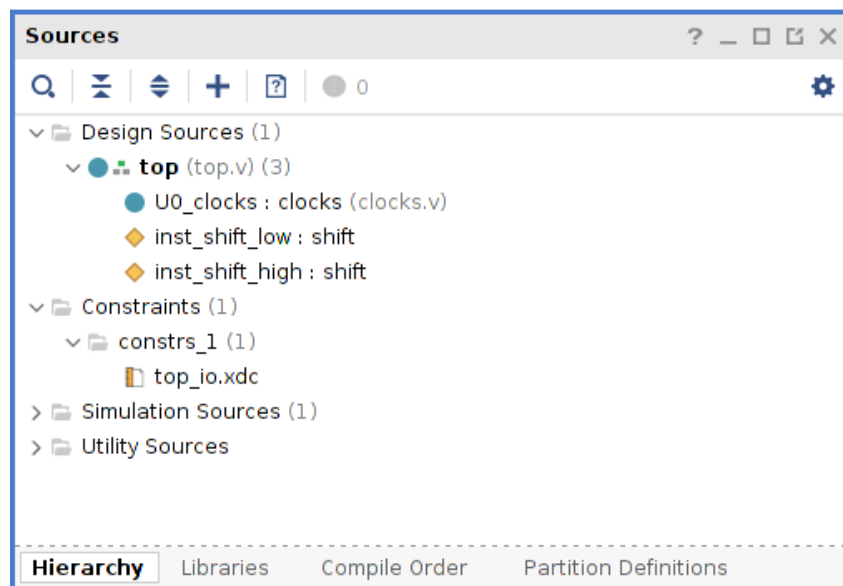 Sources
0
Design Sources (1)
top (top.v) (3)
U0_clocks : clocks (clocks.v)
inst_shift_low : shift
inst_shift_high : shift
Constraints (1)
constrs_1 (1)
top_io.xdc
Simulation Sources (1)
Utility Sources
Hierarchy Libraries Compile Order Partition Definitions